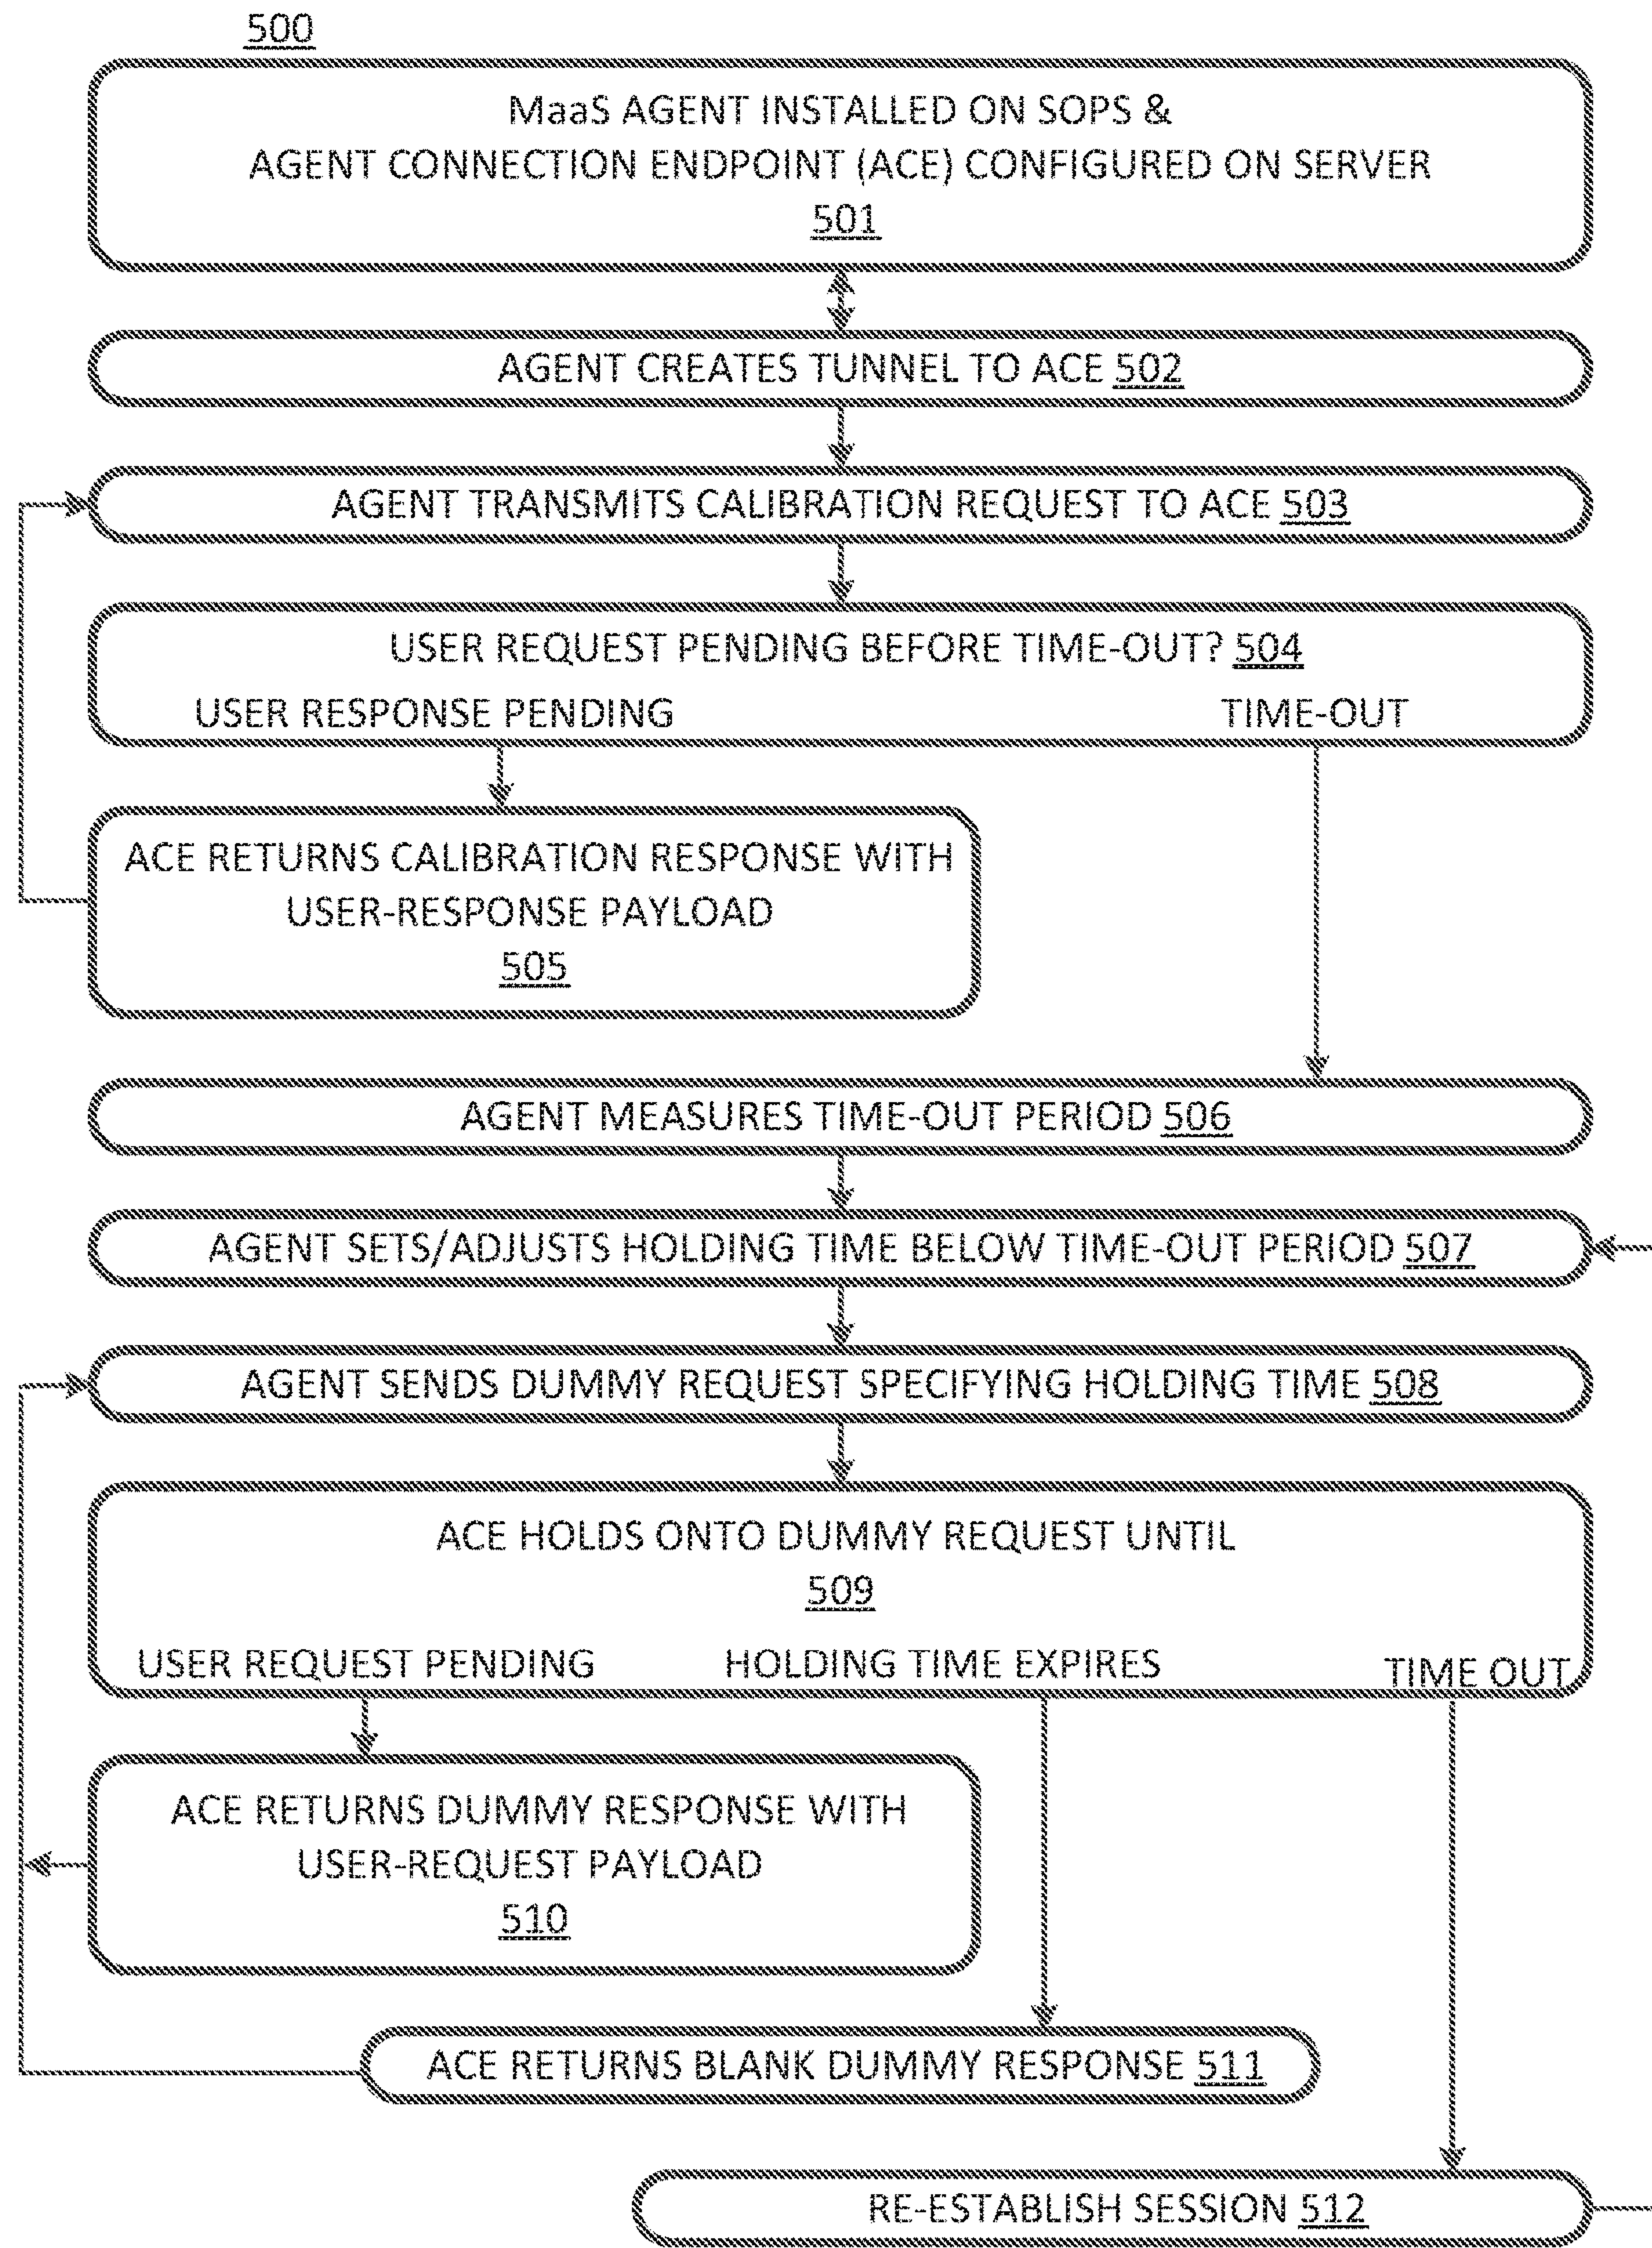 500
MaaS AGENT INSTALLED ON SOPS &
AGENT CONNECTION ENDPOINT (ACE) CONFIGURED ON SERVER
501
AGENT CREATES TUNNEL TO ACE 502
AGENT TRANSMITS CALIBRATION REQUEST TO ACE 503
USER REQUEST PENDING BEFORE TIME-OUT? 504
USER RESPONSE PENDING TIME-OUT
ACE RETURNS CALIBRATION RESPONSE WITH
USER-RESPONSE PAYLOAD
505
AGENT MEASURES TIME-OUT PERIOD 506
AGENT SETS/ADJUSTS HOLDING TIME BELOW TIME-OUT PERIOD 507
AGENT SENDS DUMMY REQUEST SPECIFYING HOLDING TIME 508
ACE HOLDS ONTO DUMMY REQUEST UNTIL
509
USER REQUEST PENDING HOLDING TIME EXPIRES TIME OUT
ACE RETURNS DUMMY RESPONSE WITH
USER-REQUEST PAYLOAD
510
ACE RETURNS BLANK DUMMY RESPONSE 511
RE-ESTABLISH SESSION 512